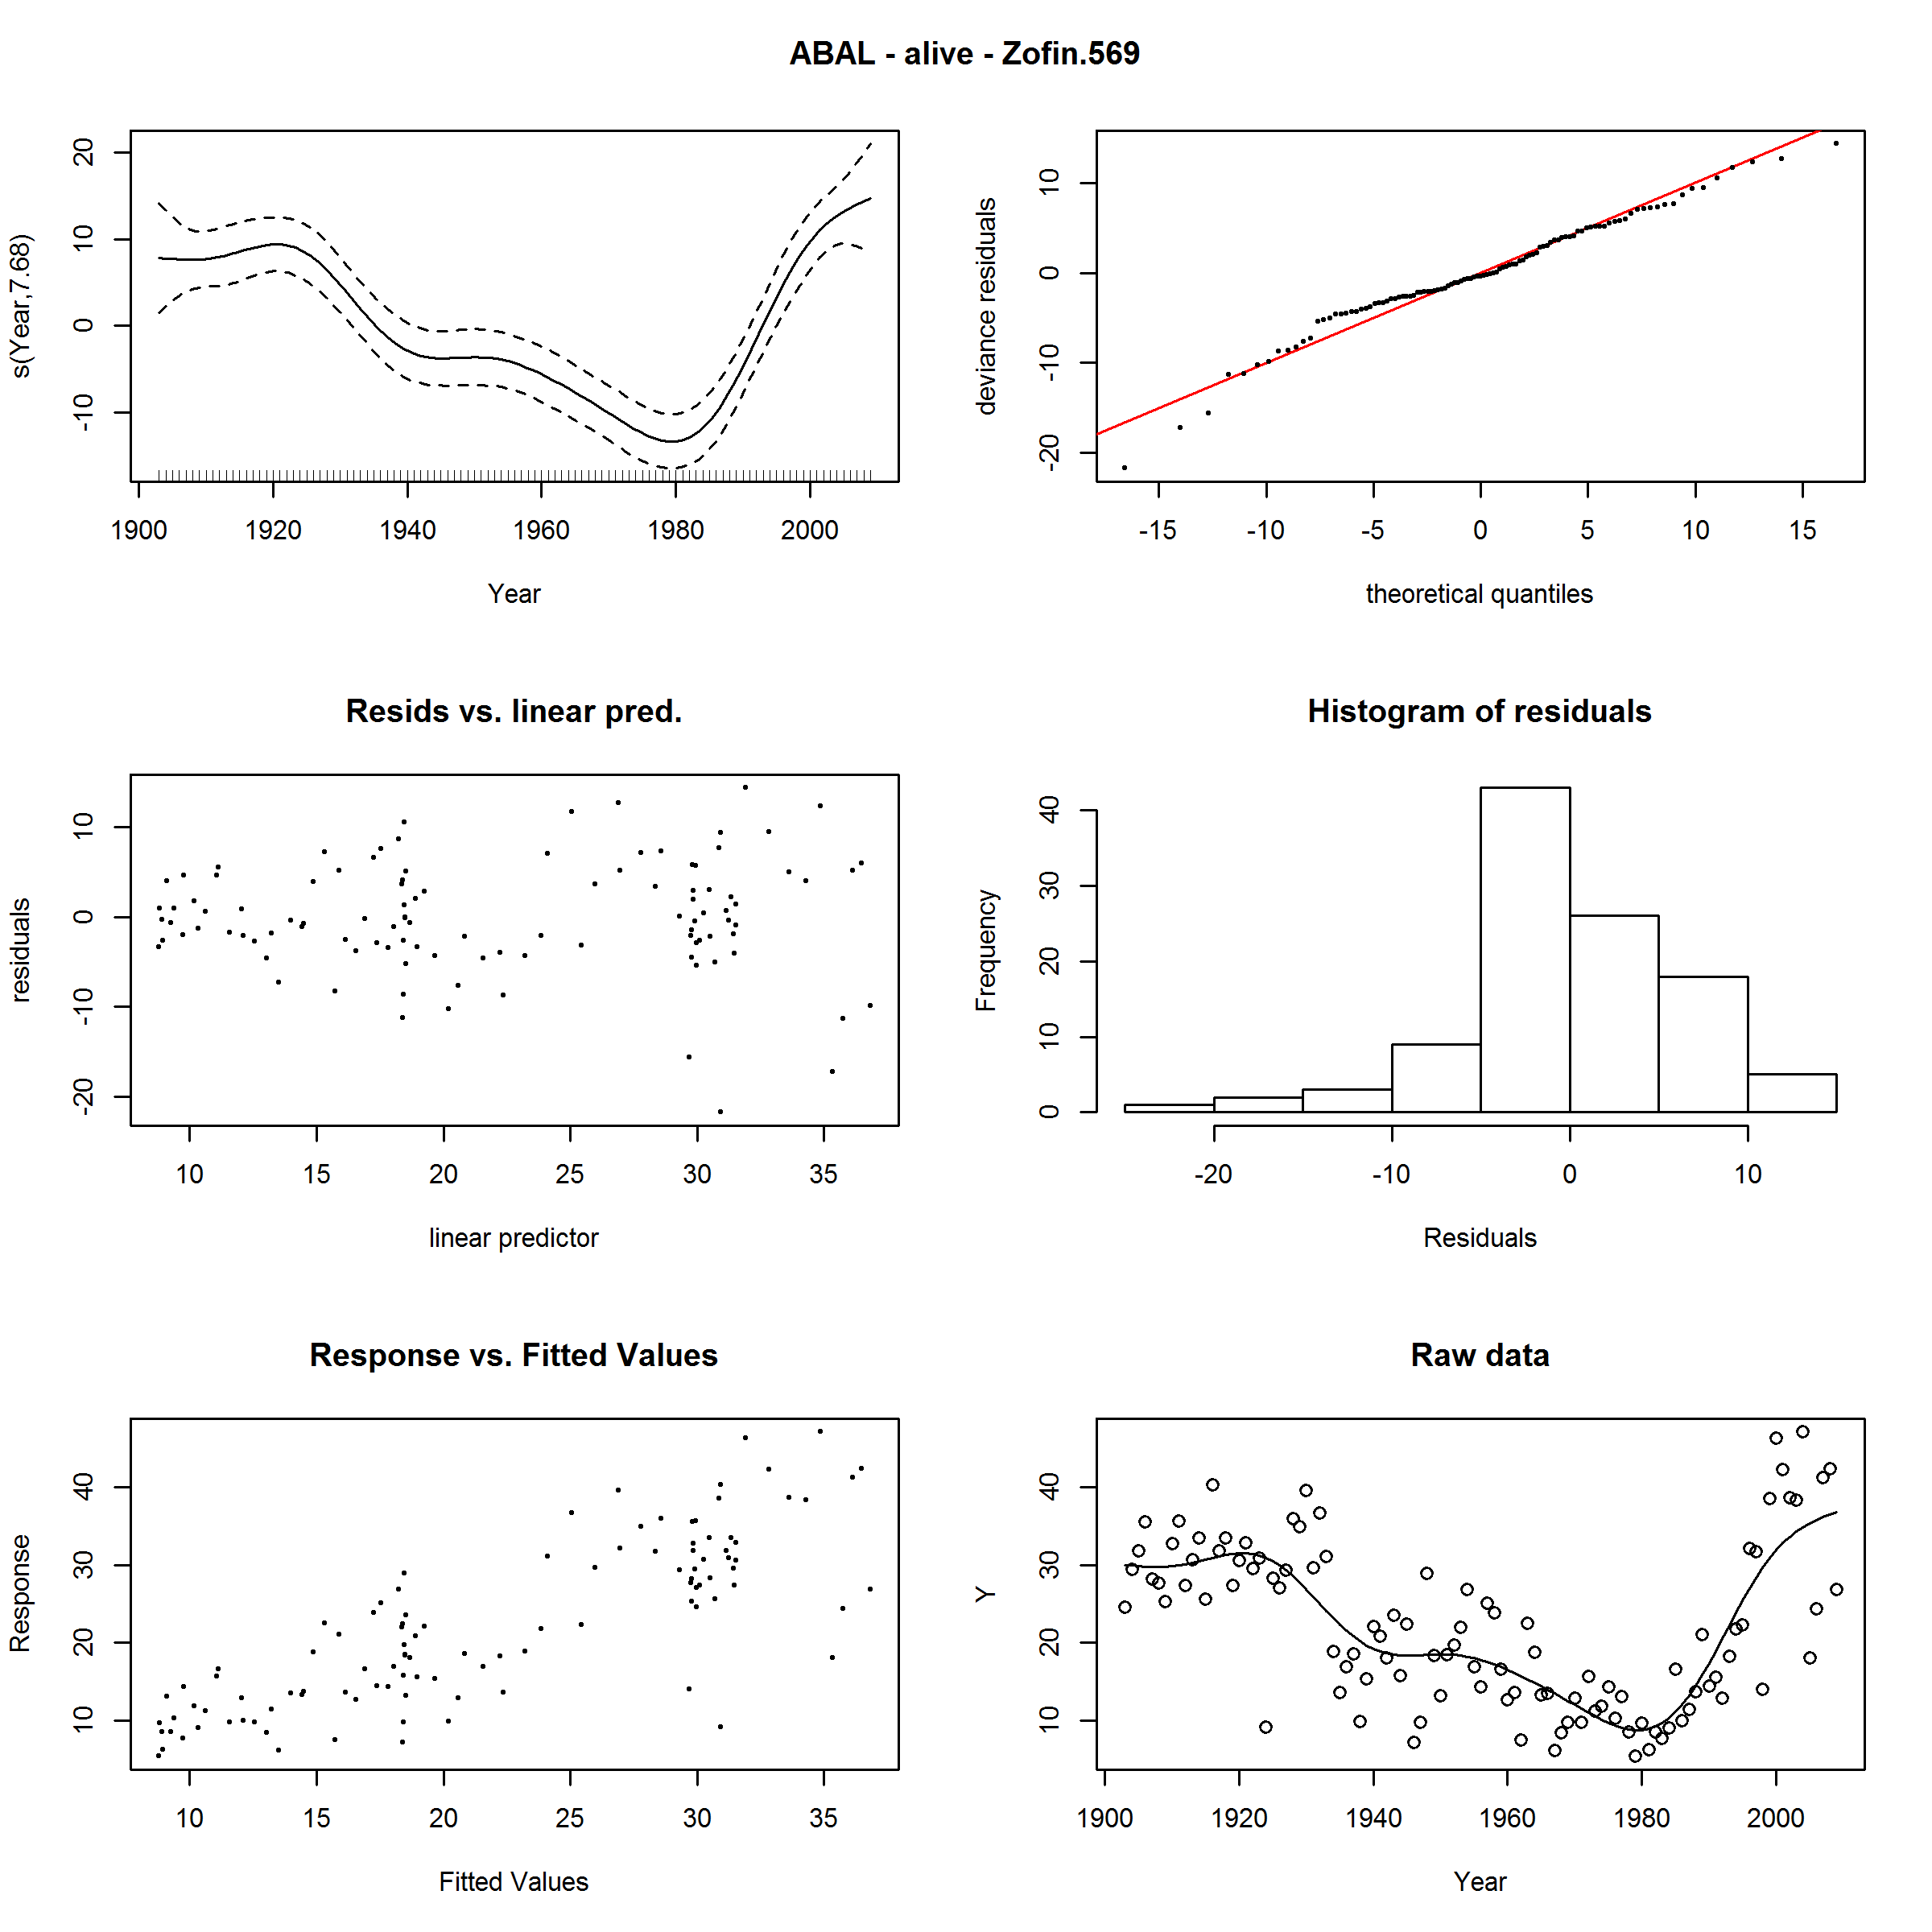 ABAL - alive - Zofin.569
s(Year,7.68)
20
10
0
-10
1900 1920 1940 1960 1980 2000
Year
deviance residuals
10
0
-10
-20
-15 -10 -5 0 5 10 15
theoretical quantiles
Resids vs. linear pred.
residuals
10
0
-10
-20
10 15 20 25 30 35
linear predictor
Histogram of residuals
Frequency
40
30
20
10
0
-20 -10 0 10
Residuals
Response vs. Fitted Values
Response
40
30
20
10
10 15 20 25 30 35
Fitted Values
Raw data
Y
40
30
20
10
1900 1920 1940 1960 1980 2000
Year